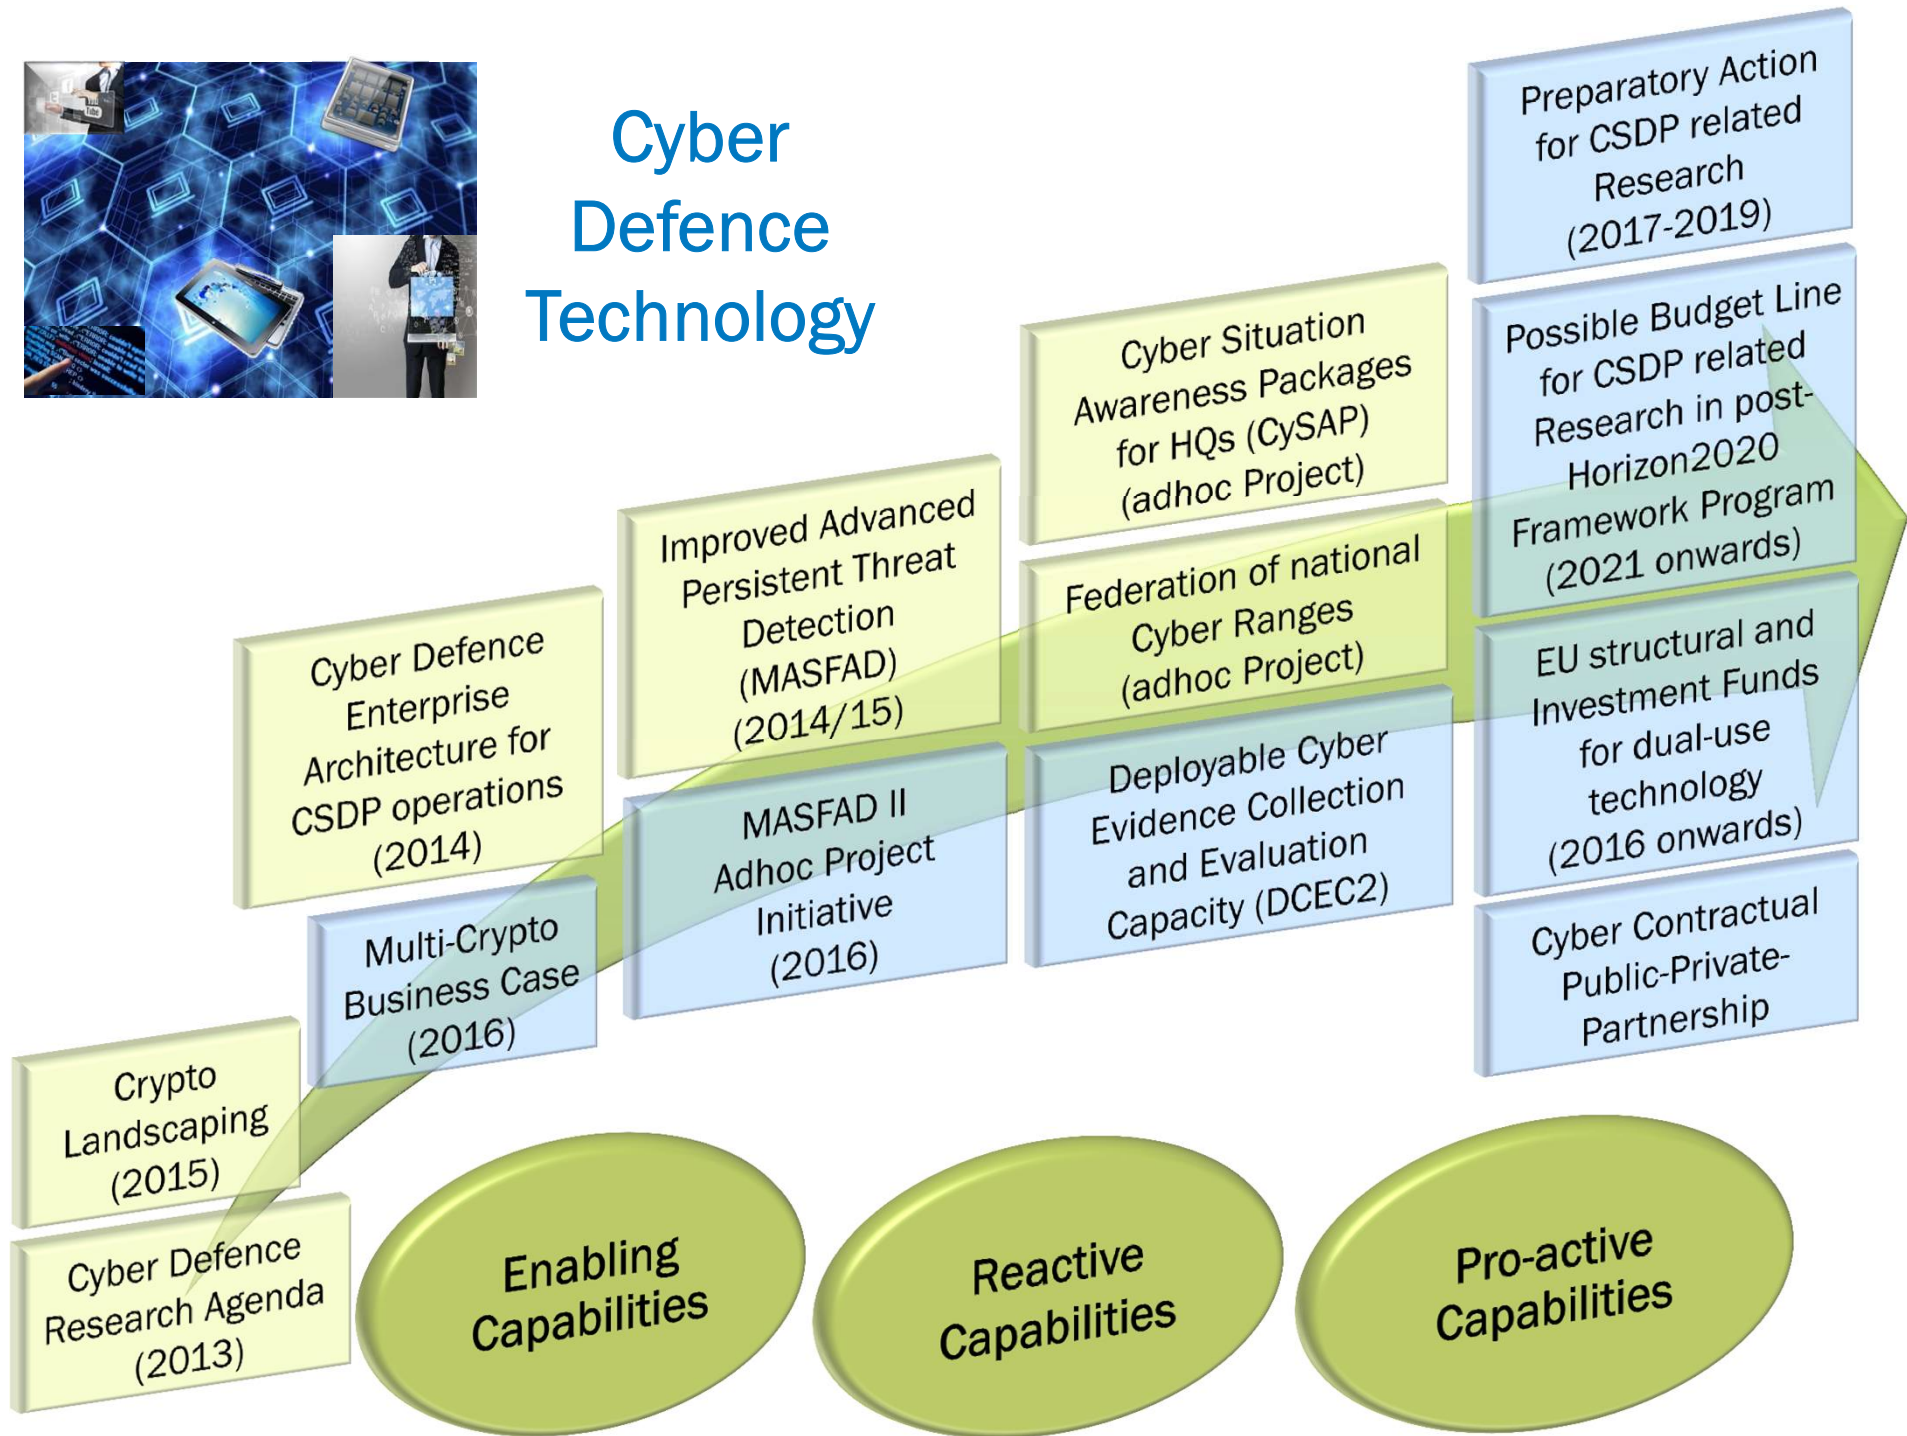 Cyber
Defence
Technology
Crypto
Landscaping
(2015)
Cyber Defence
Research Agenda
(2013)
Cyber Defence
Enterprise
Architecture for
CSDP operations
(2014)
Multi-Crypto
Business Case
(2016)
Improved Advanced
Persistent Threat
Detection
(MASFAD)
(2014/15)
MASFAD II
Adhoc Project
Initiative
(2016)
Cyber Situation
Awareness Packages
for HQs (CySAP)
(adhoc Project)
Federation of national
Cyber Ranges
(adhoc Project)
Deployable Cyber
Evidence Collection
and Evaluation
Capacity (DCEC2)
Preparatory Action
for CSDP related
Research
(2017-2019)
Possible Budget Line
for CSDP related
Research in post-
Horizon2020
Framework Program
(2021 onwards)
EU structural and
Investment Funds
for dual-use
technology
(2016 onwards)
Cyber Contractual
Public-Private-
Partnership
Enabling
Capabilities
Reactive
Capabilities
Pro-active
Capabilities